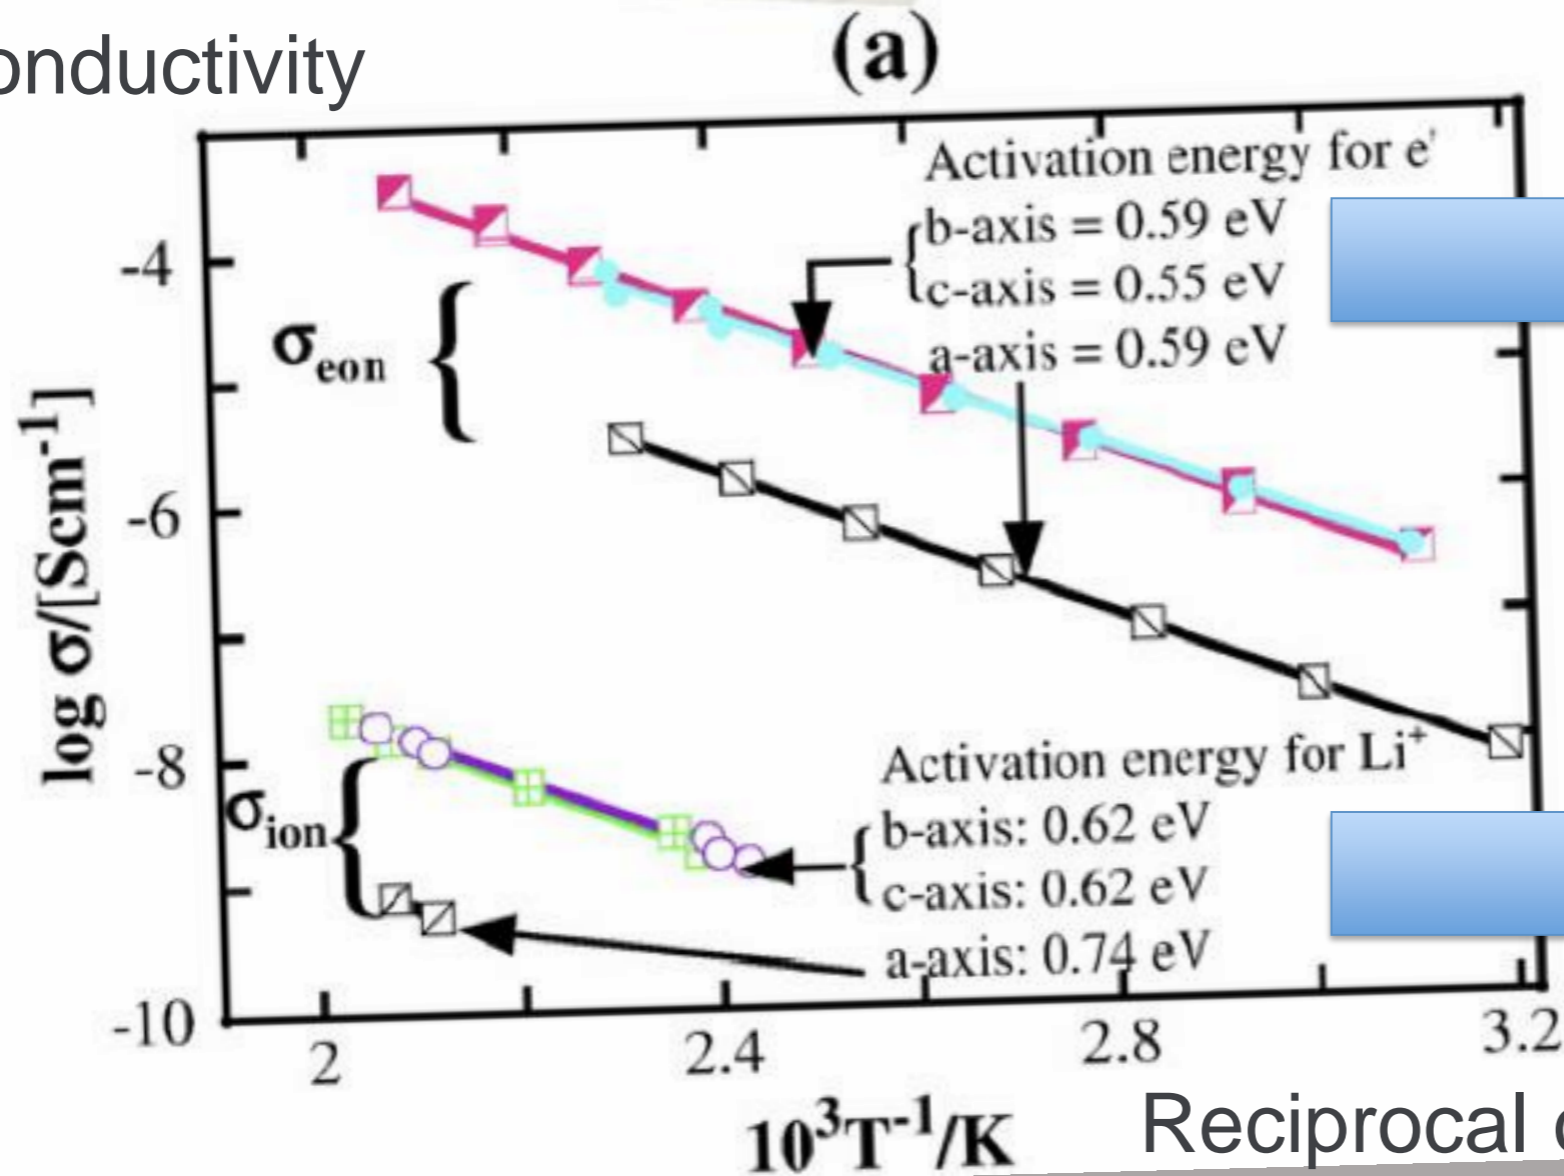 (a)
Activation energy for e'
b-axis = 0.59 eV
c-axis = 0.55 eV
a-axis = 0.59 eV
-4
σeon
-6
log σ/[Scm-1]
-8
σion
Activation energy for Li+
b-axis: 0.62 eV
c-axis: 0.62 eV
a-axis: 0.74 eV
-10
2
2.4
2.8
3.2
10³T-1/K
Reciprocal